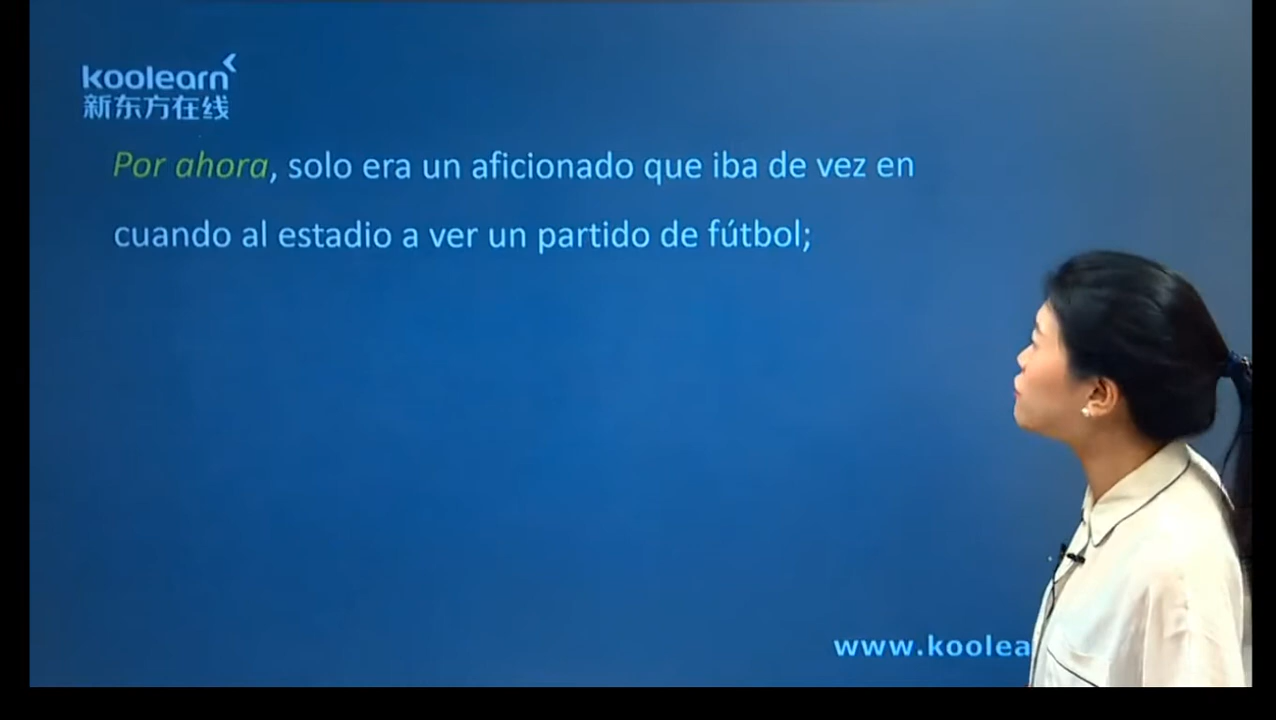 koolearn
新东方在线
Por ahora, solo era un aficionado que iba de vez en
cuando al estadio a ver un partido de fútbol;
www.koolea